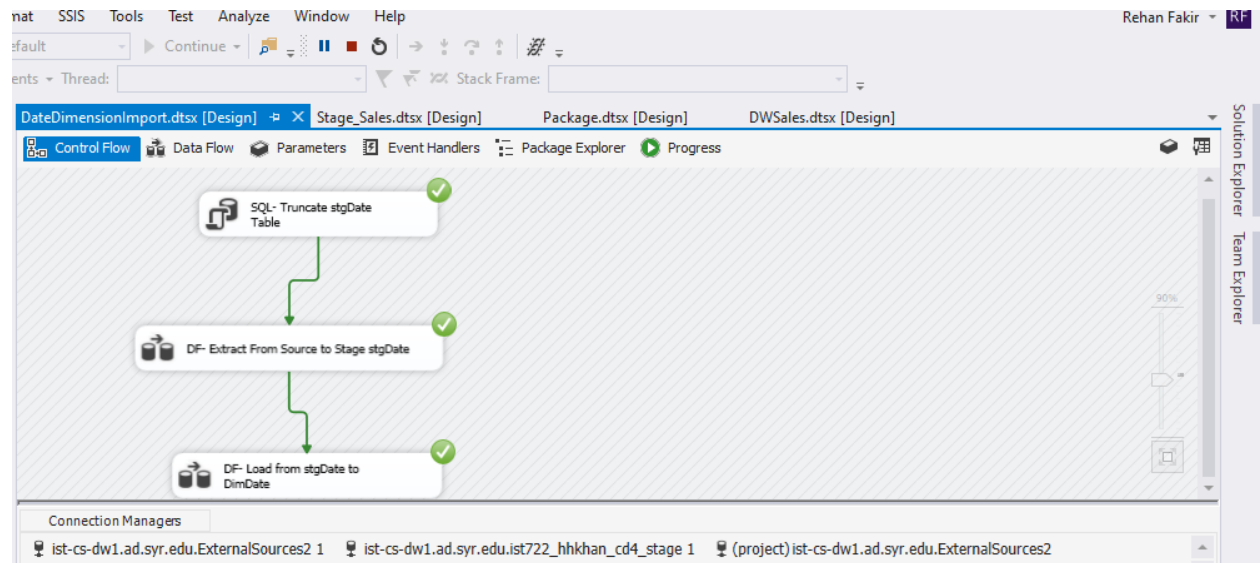 mat SSIS Tools Test Analyze Window Help Rehan Fakir RF
efault Continue
ents Thread: Stack Frame:
DateDimensionImport.dtsx [Design] Stage_Sales.dtsx [Design] Package.dtsx [Design] DWSales.dtsx [Design]
Control Flow Data Flow Parameters Event Handlers Package Explorer Progress
SQL- Truncate stgDate
Table
DF- Extract From Source to Stage stgDate
DF- Load from stgDate to
DimDate
90%
Solution Explorer
Team Explorer
Connection Managers
ist-cs-dw1.ad.syr.edu.ExternalSources2 1 ist-cs-dw1.ad.syr.edu.ist722_hhkhan_cd4_stage 1 (project) ist-cs-dw1.ad.syr.edu.ExternalSources2